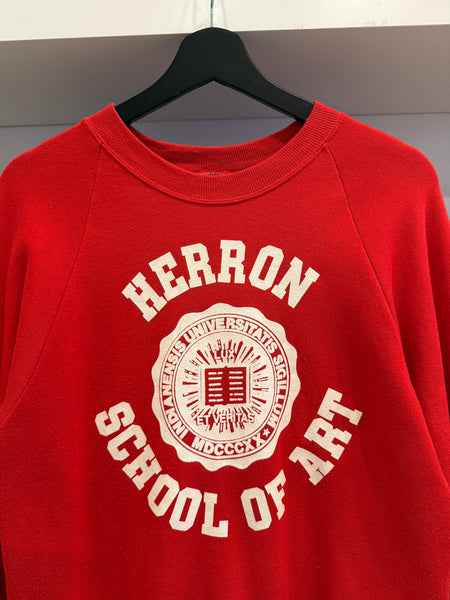 HERRON
INDIANENSIS UNIVERSITATIS SIGILLUM
LUX
ET VERITAS
MDCCCXX
SCHOOL OF ART